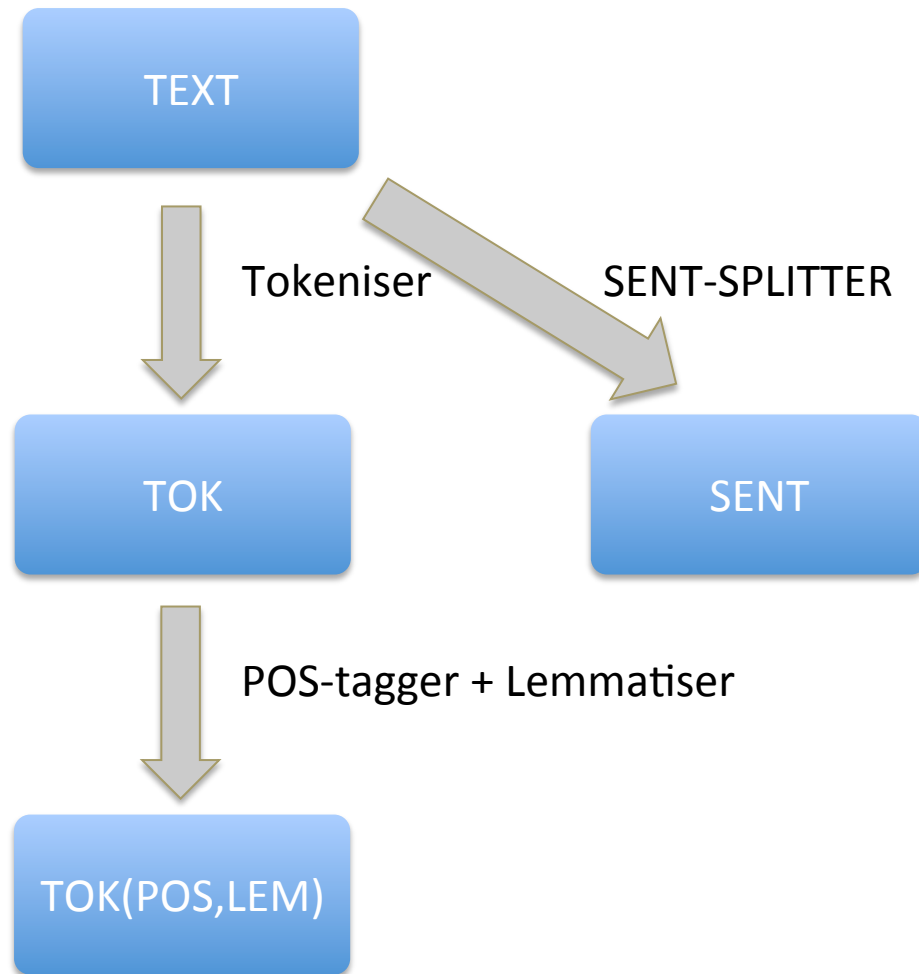 TEXT
Tokeniser
SENT-SPLITTER
TOK
SENT
POS-tagger + Lemmatiser
TOK(POS,LEM)